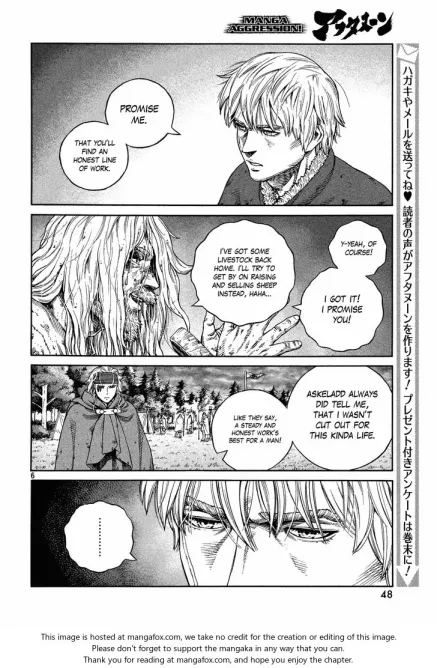 MANGA
AGGRESSION!
アフタヌーン
PROMISE
ME.
THAT YOU'LL
FIND AN
HONEST LINE
OF WORK.
Y-YEAH, OF
COURSE!
I GOT IT!
I PROMISE
YOU!
I'VE GOT SOME
LIVESTOCK BACK
HOME. I'LL TRY TO
GET BY ON RAISING
AND SELLING SHEEP
INSTEAD, HAHA...
ASKELADD ALWAYS
DID TELL ME,
THAT I WASN'T
CUT OUT FOR
THIS KINDA LIFE.
LIKE THEY SAY,
A STEADY AND
HONEST WORK'S
BEST FOR A MAN!
6
………
ハガキやメールを送ってね♥読者の声がアフタヌーンを作ります!プレゼント付きアンケートは巻末に!
48
This image is hosted at mangafox.com, we take no credit for the creation or editing of this image.
Please don't forget to support the mangaka in any way that you can.
Thank you for reading at mangafox.com, and hope you enjoy the chapter.